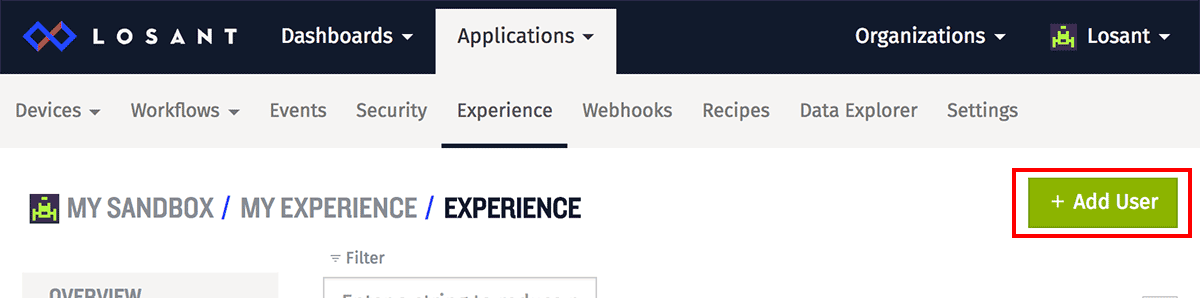 LOSANT Dashboards Applications Organizations Losant
Devices Workflows Events Security Experience Webhooks Recipes Data Explorer Settings
MY SANDBOX / MY EXPERIENCE / EXPERIENCE + Add User
Filter
OVERVIEW